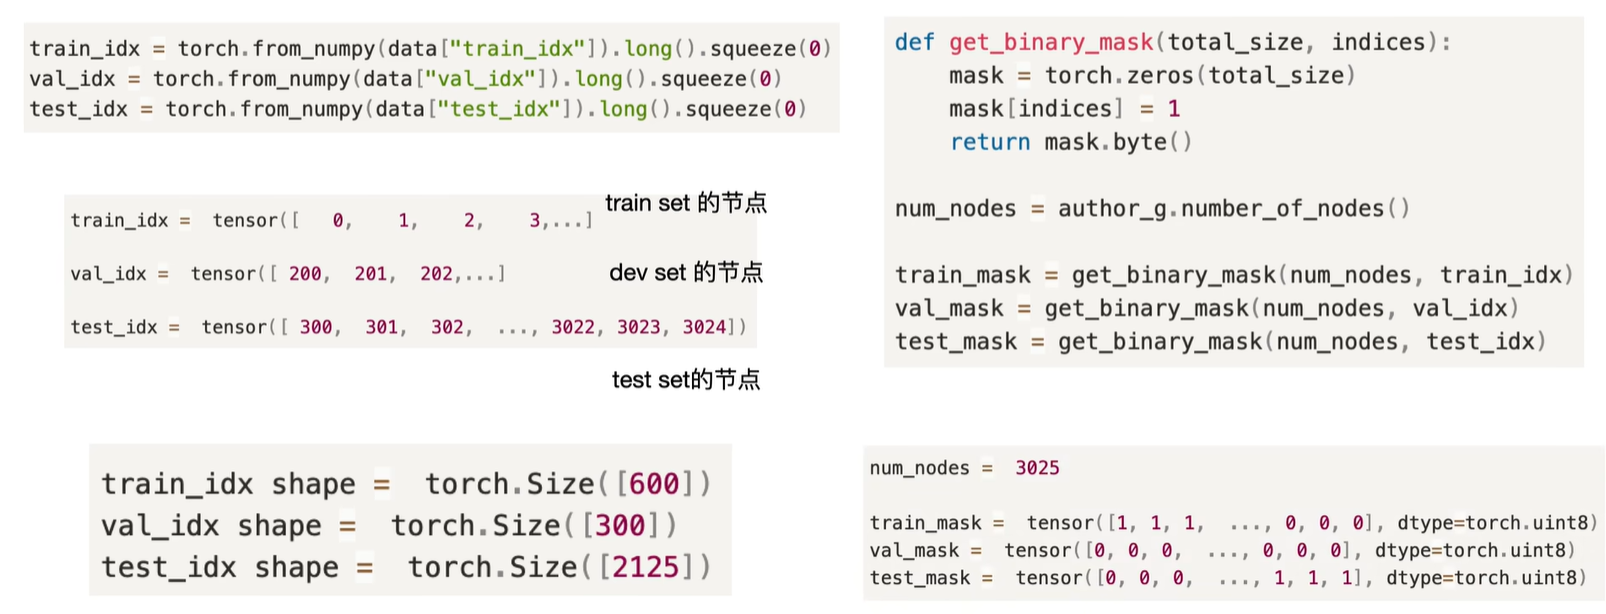 train_idx = torch.from_numpy(data["train_idx"]).long().squeeze(0)
val_idx = torch.from_numpy(data["val_idx"]).long().squeeze(0)
test_idx = torch.from_numpy(data["test_idx"]).long().squeeze(0)
train_idx =  tensor([   0,    1,    2,    3,...]
train set 的节点
val_idx =  tensor([ 200,  201,  202,...]
dev set 的节点
test_idx =  tensor([ 300,  301,  302,  ..., 3022, 3023, 3024])
test set的节点
train_idx shape =  torch.Size([600])
val_idx shape =  torch.Size([300])
test_idx shape =  torch.Size([2125])
def get_binary_mask(total_size, indices):
    mask = torch.zeros(total_size)
    mask[indices] = 1
    return mask.byte()
num_nodes = author_g.number_of_nodes()
train_mask = get_binary_mask(num_nodes, train_idx)
val_mask = get_binary_mask(num_nodes, val_idx)
test_mask = get_binary_mask(num_nodes, test_idx)
num_nodes =  3025
train_mask =  tensor([1, 1, 1,  ..., 0, 0, 0], dtype=torch.uint8)
val_mask =  tensor([0, 0, 0,  ..., 0, 0, 0], dtype=torch.uint8)
test_mask =  tensor([0, 0, 0,  ..., 1, 1, 1], dtype=torch.uint8)